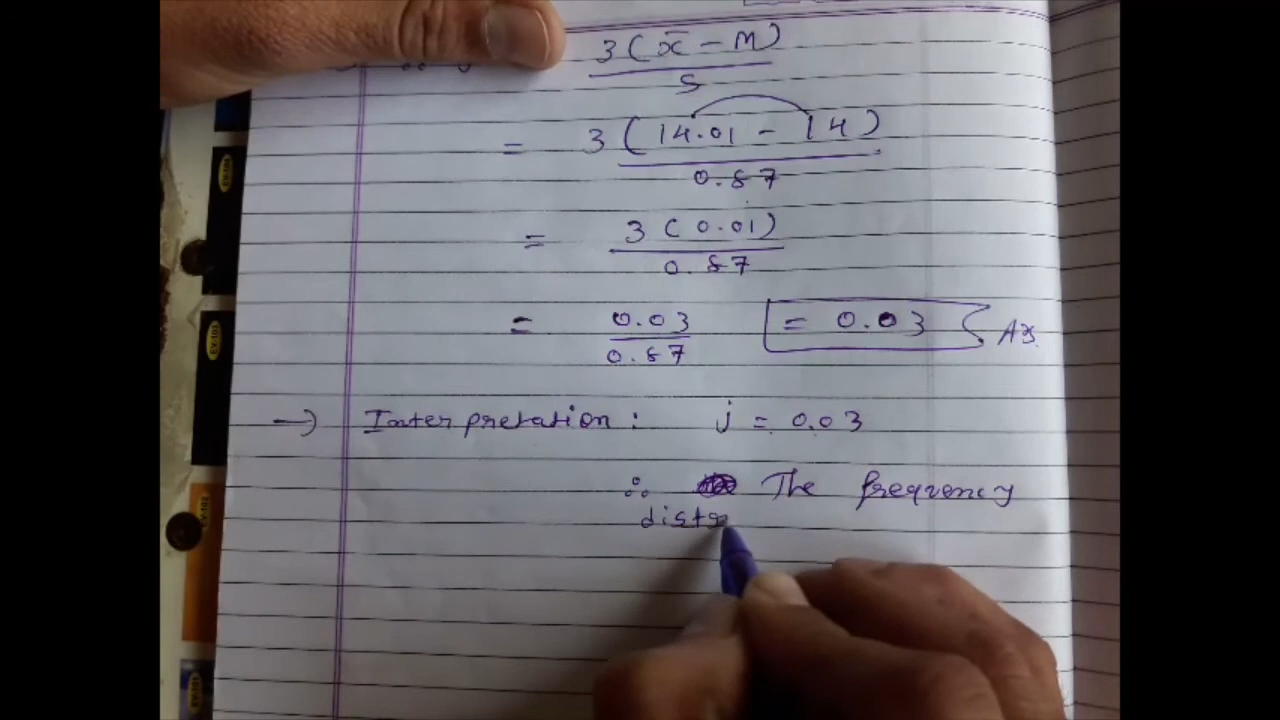 3 ( x̄ – M )
S
= 3 ( 14.01 – 14 )
0.87
= 3 ( 0.01 )
0.87
= 0.03 = 0.03 Ans.
0.87
→ Interpretation : j = 0.03
∴ The frequency
distr